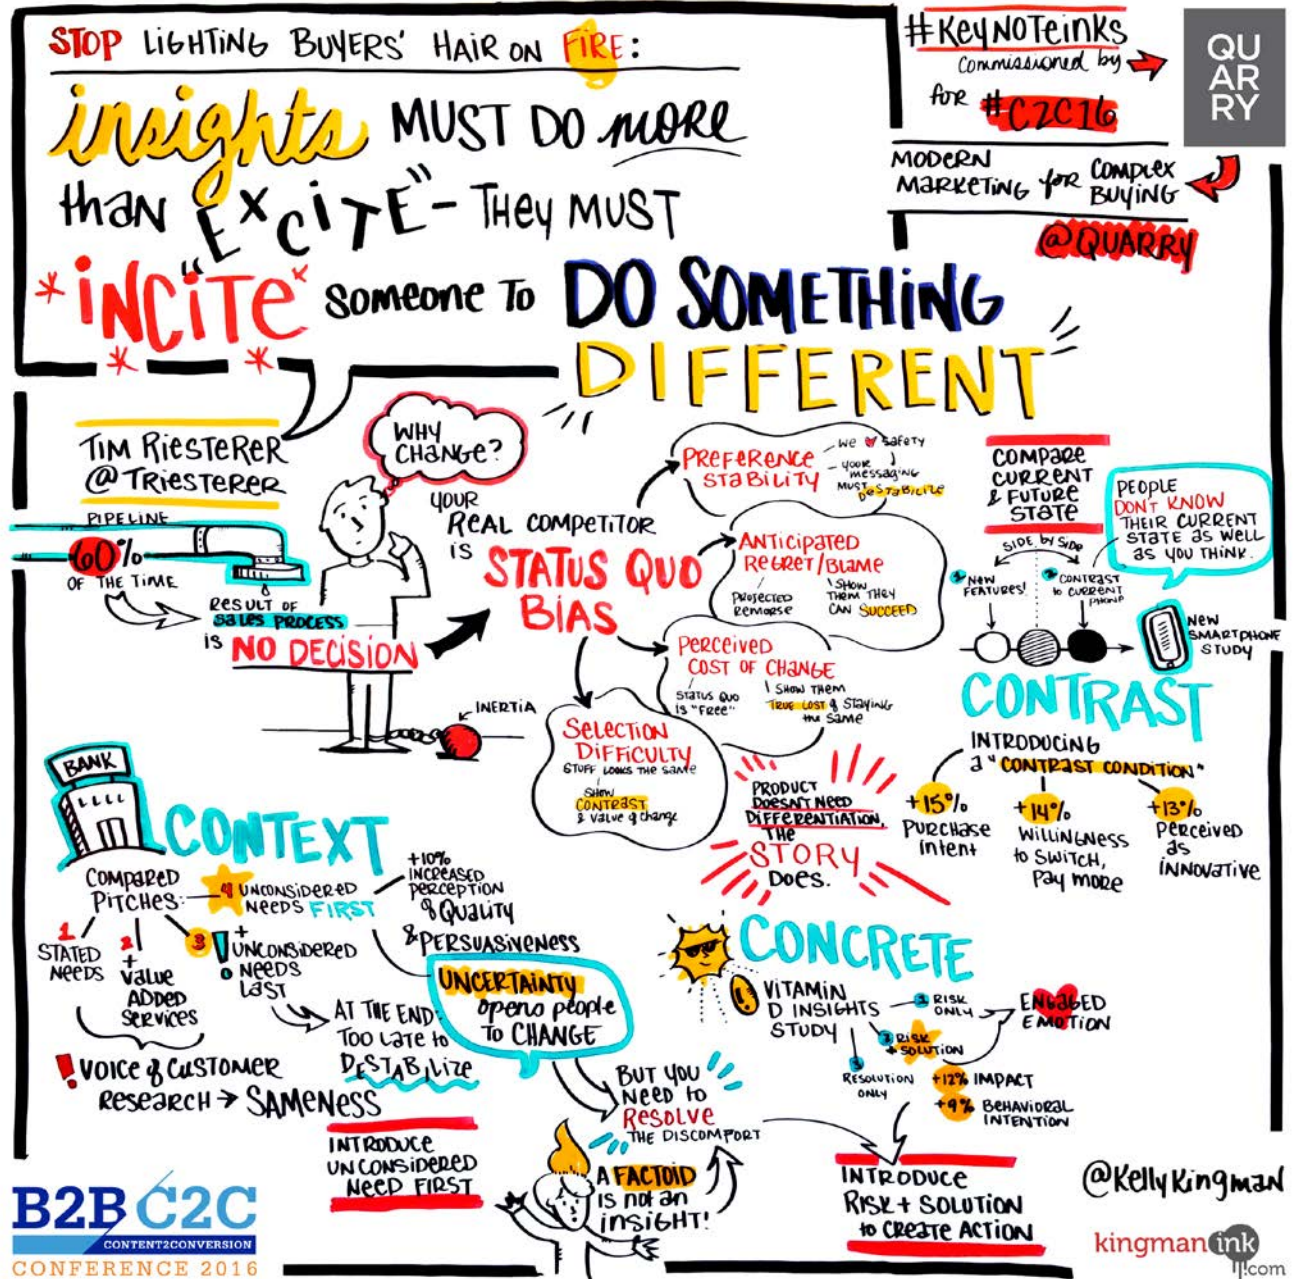 STOP LIGHTING BUYERS' HAIR ON FIRE:
insights MUST DO more
than "EXCITE" - They MUST
*"INCITE" someone to DO SOMETHING
DIFFERENT
#KeyNoteinks
commissioned by
for #C2C16
QU
AR
RY
MODERN
MARKETING for COMPLEX
BUYING
@QUARRY
TIM RIESTERER
@TRIESTERER
PIPELINE
60%
OF THE TIME
RESULT OF
SALES PROCESS
IS NO DECISION
WHY
CHANGE?
INERTIA
YOUR
REAL COMPETITOR
IS
STATUS QUO
BIAS
PREFERENCE
STABILITY
we ♥ safety
your
messaging
MUST DESTABILIZE
ANTICIPATED
REGRET/BLAME
PROJECTED
REMORSE
SHOW
THEM THEY
CAN SUCCEED
PERCEIVED
COST OF CHANGE
STATUS QUO
IS "FREE"
SHOW THEM
TRUE COST of STAYING
the same
SELECTION
DIFFICULTY
STUFF LOOKS THE SAME
SHOW
CONTRAST
& value of change
COMPARE
CURRENT
& FUTURE
STATE
PEOPLE
DON'T KNOW
THEIR CURRENT
STATE AS WELL
AS YOU THINK.
SIDE by SIDE
1 NEW
FEATURES!
2 CONTRAST
to CURRENT
PHONE
NEW
SMARTPHONE
STUDY
CONTRAST
INTRODUCING
a "CONTRAST CONDITION"
+15%
PURCHASE
intent
+14%
WILLINGNESS
to SWITCH,
Pay more
+13%
PERCEIVED
as
INNOVATIVE
PRODUCT
DOESN'T NEED
DIFFERENTIATION,
THE
STORY
DOES.
BANK
CONTEXT
COMPARED
PITCHES:
1
STATED
NEEDS
2
+
value
ADDED
SERVICES
3
! +
UNCONSIDERED
NEEDS
LAST
4 UNCONSIDERED
NEEDS FIRST
+10%
INCREASED
PERCEPTION
& QUALITY
& PERSUASIVENESS
! VOICE of CUSTOMER
RESEARCH → SAMENESS
AT THE END:
TOO LATE to
DESTABILIZE
UNCERTAINTY
opens people
TO CHANGE
INTRODUCE
UNCONSIDERED
NEED FIRST
BUT YOU
NEED TO
RESOLVE
THE DISCOMFORT
A FACTOID
IS not an
INSIGHT!
CONCRETE
VITAMIN
D INSIGHTS
STUDY
1 RISK
ONLY
2 RISK
+ SOLUTION
3
RESOLUTION
ONLY
ENGAGED
EMOTION
+12% IMPACT
+9% BEHAVIORAL
INTENTION
INTRODUCE
RISK + SOLUTION
to CREATE ACTION
B2B C2C
CONTENT2CONVERSION
CONFERENCE 2016
@KellyKingman
kingman ink
.com